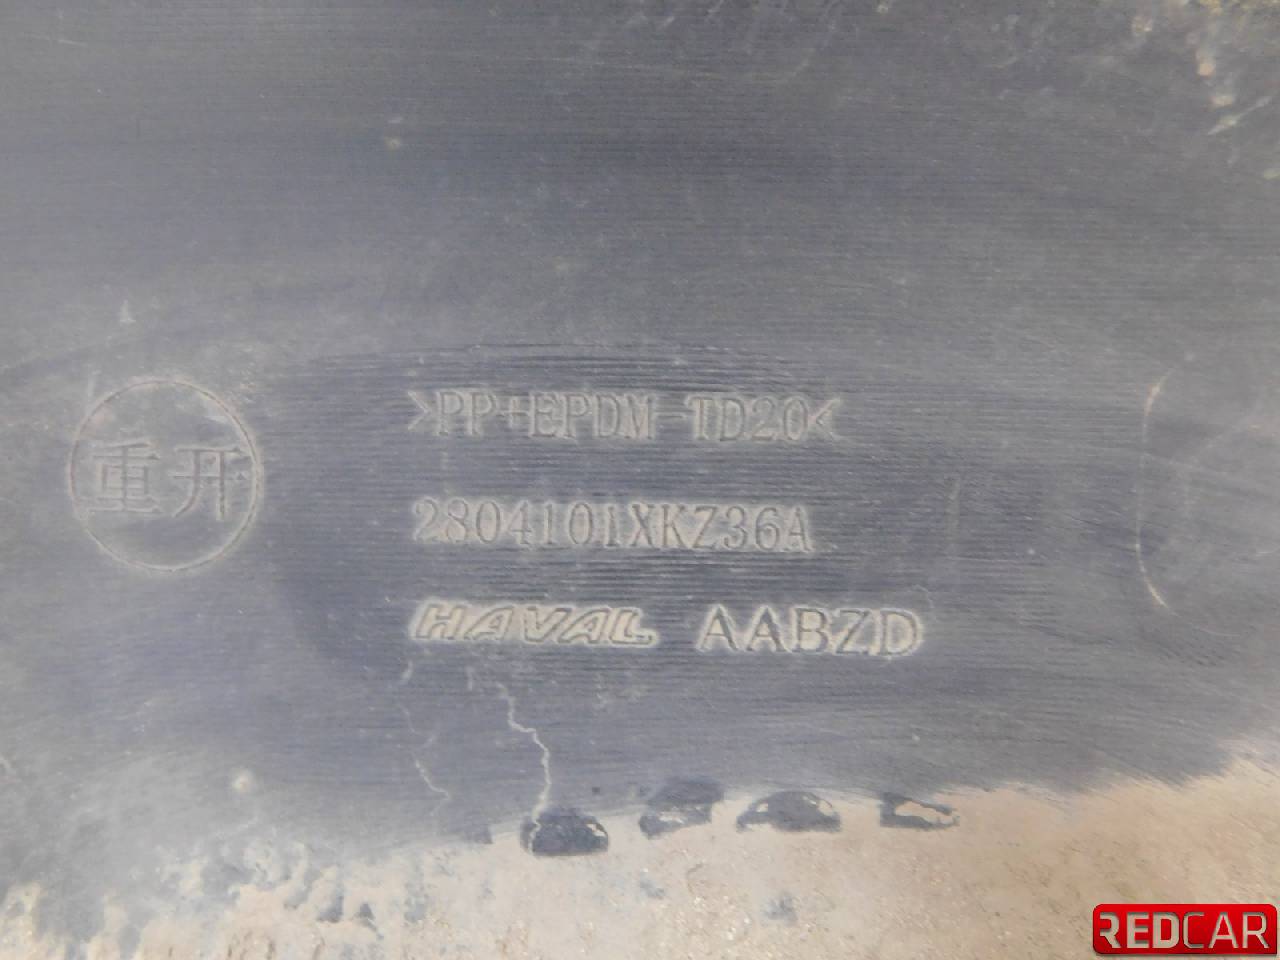 >PP+EPDM-TD20<
重开
2804101XKZ36A
HAVAL AABZD
REDCAR